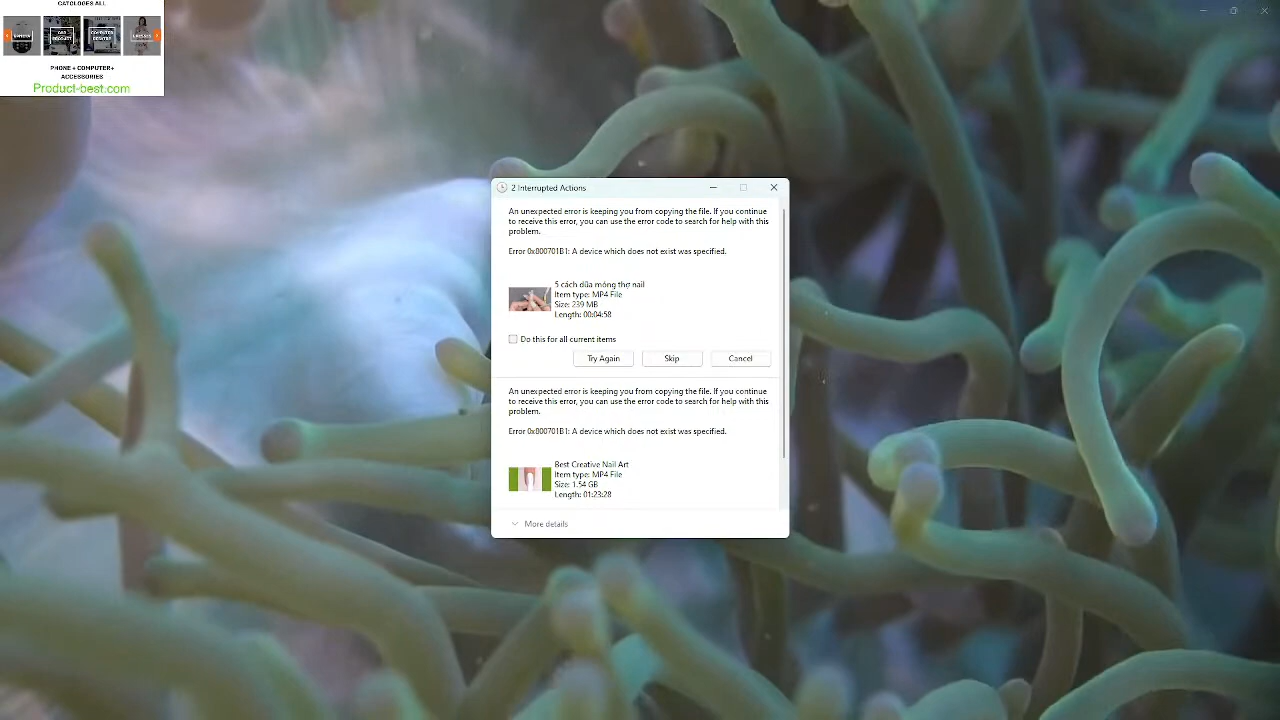 CATOLOGES ALL
PHONE + COMPUTER+
ACCESSORIES
Product-best.com
2 Interrupted Actions
An unexpected error is keeping you from copying the file. If you continue
to receive this error, you can use the error code to search for help with this
problem.
Error 0x800701B1: A device which does not exist was specified.
5 cách dũa móng thợ nail
Item type: MP4 File
Size: 239 MB
Length: 00:04:58
Do this for all current items
Try Again
Skip
Cancel
An unexpected error is keeping you from copying the file. If you continue
to receive this error, you can use the error code to search for help with this
problem.
Error 0x800701B1: A device which does not exist was specified.
Best Creative Nail Art
Item type: MP4 File
Size: 1.54 GB
Length: 01:23:28
More details